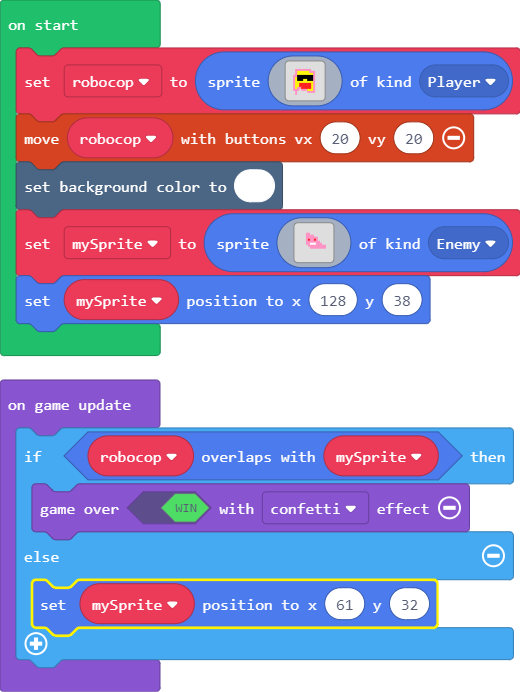 on start
set robocop to sprite of kind Player
move robocop with buttons vx 20 vy 20
set background color to
set mySprite to sprite of kind Enemy
set mySprite position to x 128 y 38
on game update
if robocop overlaps with mySprite then
game over WIN with confetti effect
else
set mySprite position to x 61 y 32